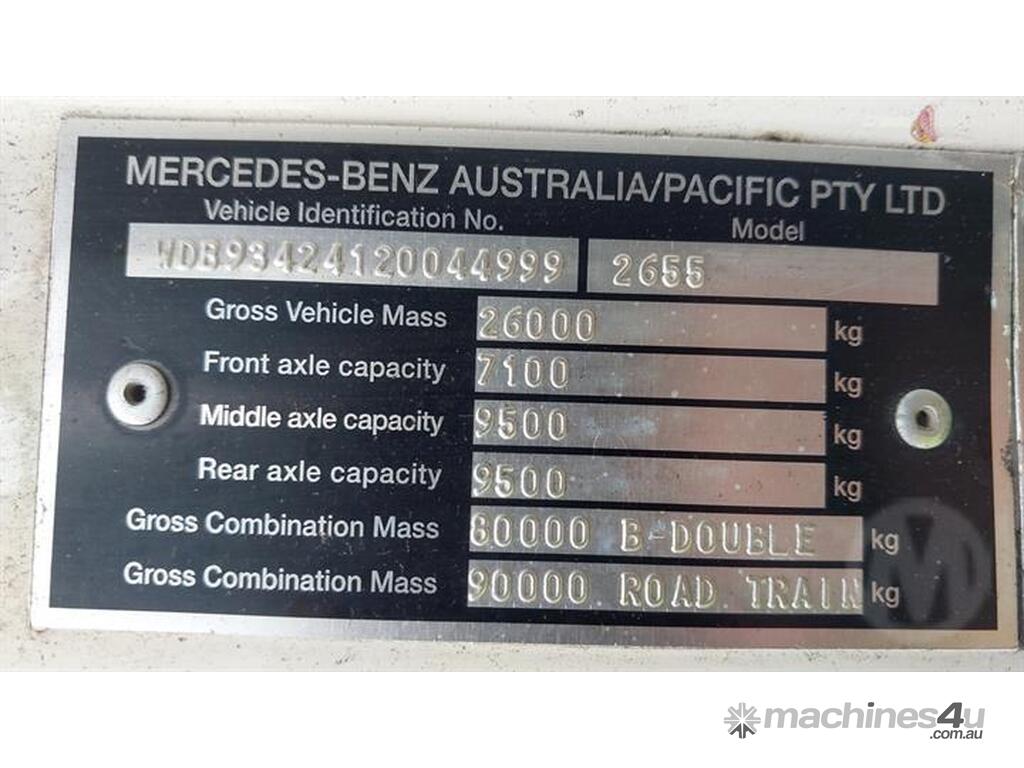 MERCEDES-BENZ AUSTRALIA/PACIFIC PTY LTD
Vehicle Identification No. Model
WDB93424120044999 2655
Gross Vehicle Mass 26000 kg
Front axle capacity 7100 kg
Middle axle capacity 9500 kg
Rear axle capacity 9500 kg
Gross Combination Mass 80000 B-DOUBLE kg
Gross Combination Mass 90000 ROAD TRAIN kg
machines4u
.com.au